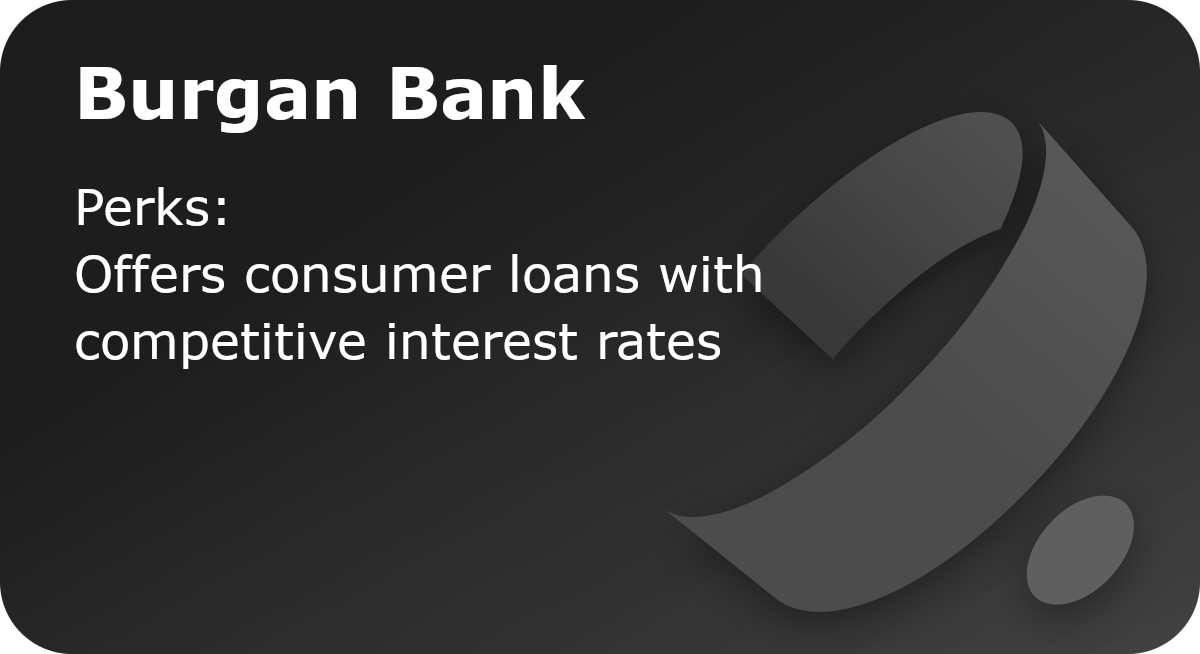 Burgan Bank
Perks:
Offers consumer loans with
competitive interest rates